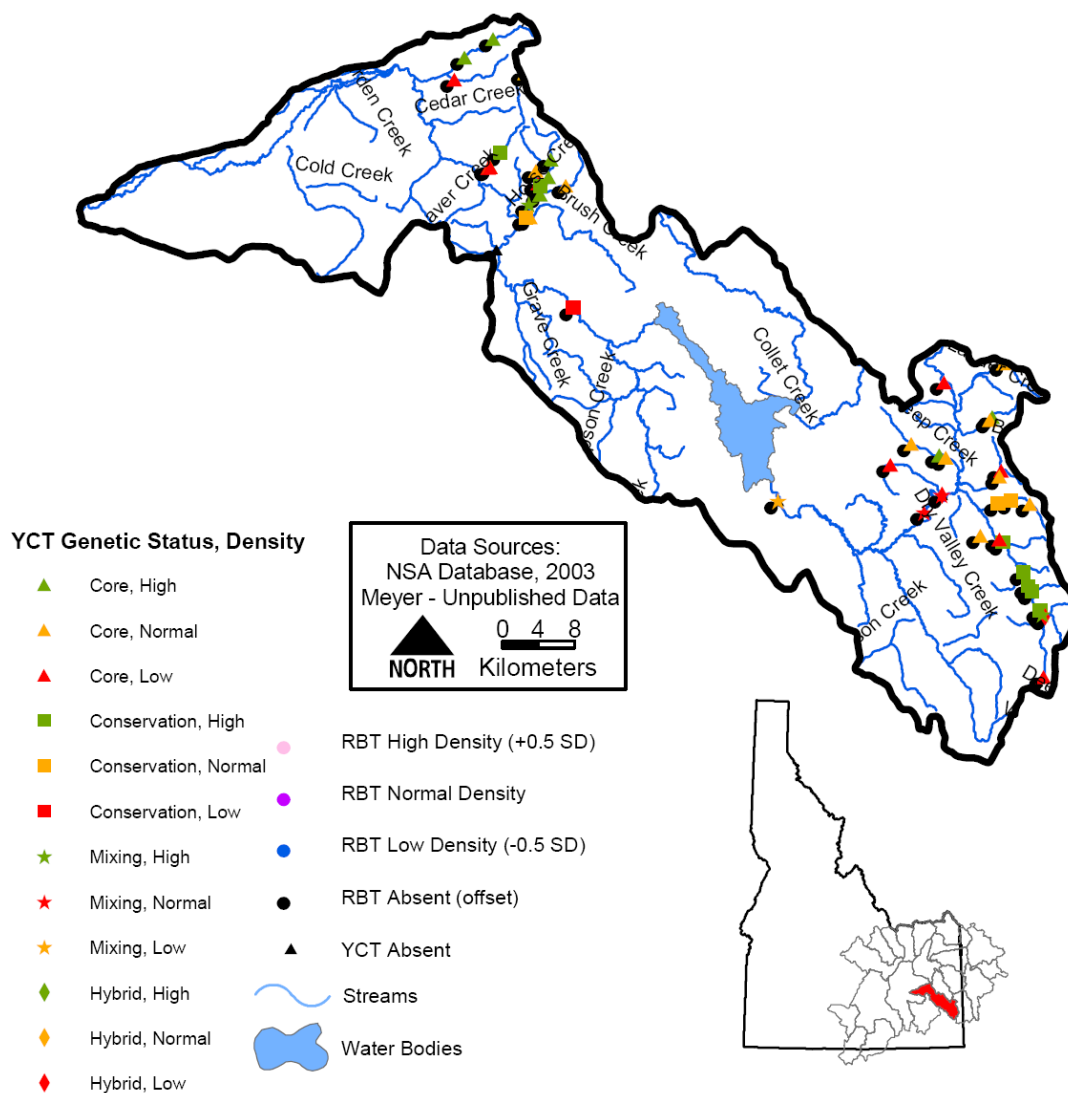 Cedar Creek
Cold Creek
Brush Creek
Grave Creek
Collet Creek
Valley Creek
YCT Genetic Status, Density
Core, High
Core, Normal
Core, Low
Conservation, High
Conservation, Normal
Conservation, Low
Mixing, High
Mixing, Normal
Mixing, Low
Hybrid, High
Hybrid, Normal
Hybrid, Low
Data Sources:
NSA Database, 2003
Meyer - Unpublished Data
NORTH
0 4 8
Kilometers
RBT High Density (+0.5 SD)
RBT Normal Density
RBT Low Density (-0.5 SD)
RBT Absent (offset)
YCT Absent
Streams
Water Bodies